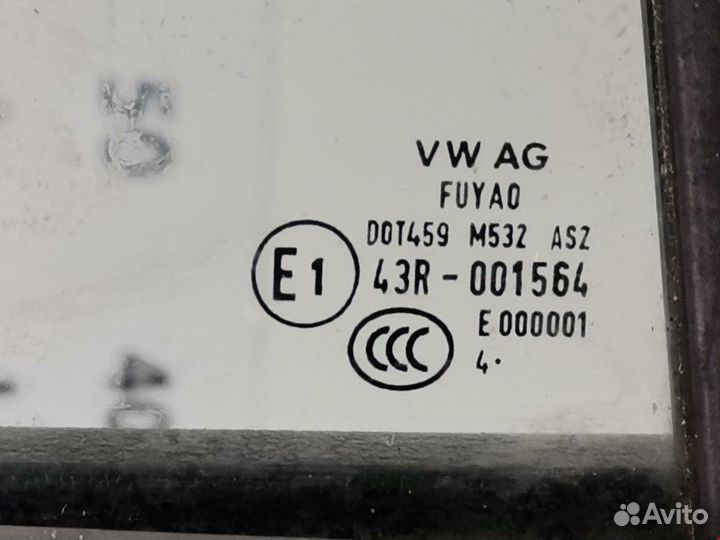 VW AG
FUYAO
DOT459 M532 AS2
E1 43R-001564
CCC E000001
4.
Avito